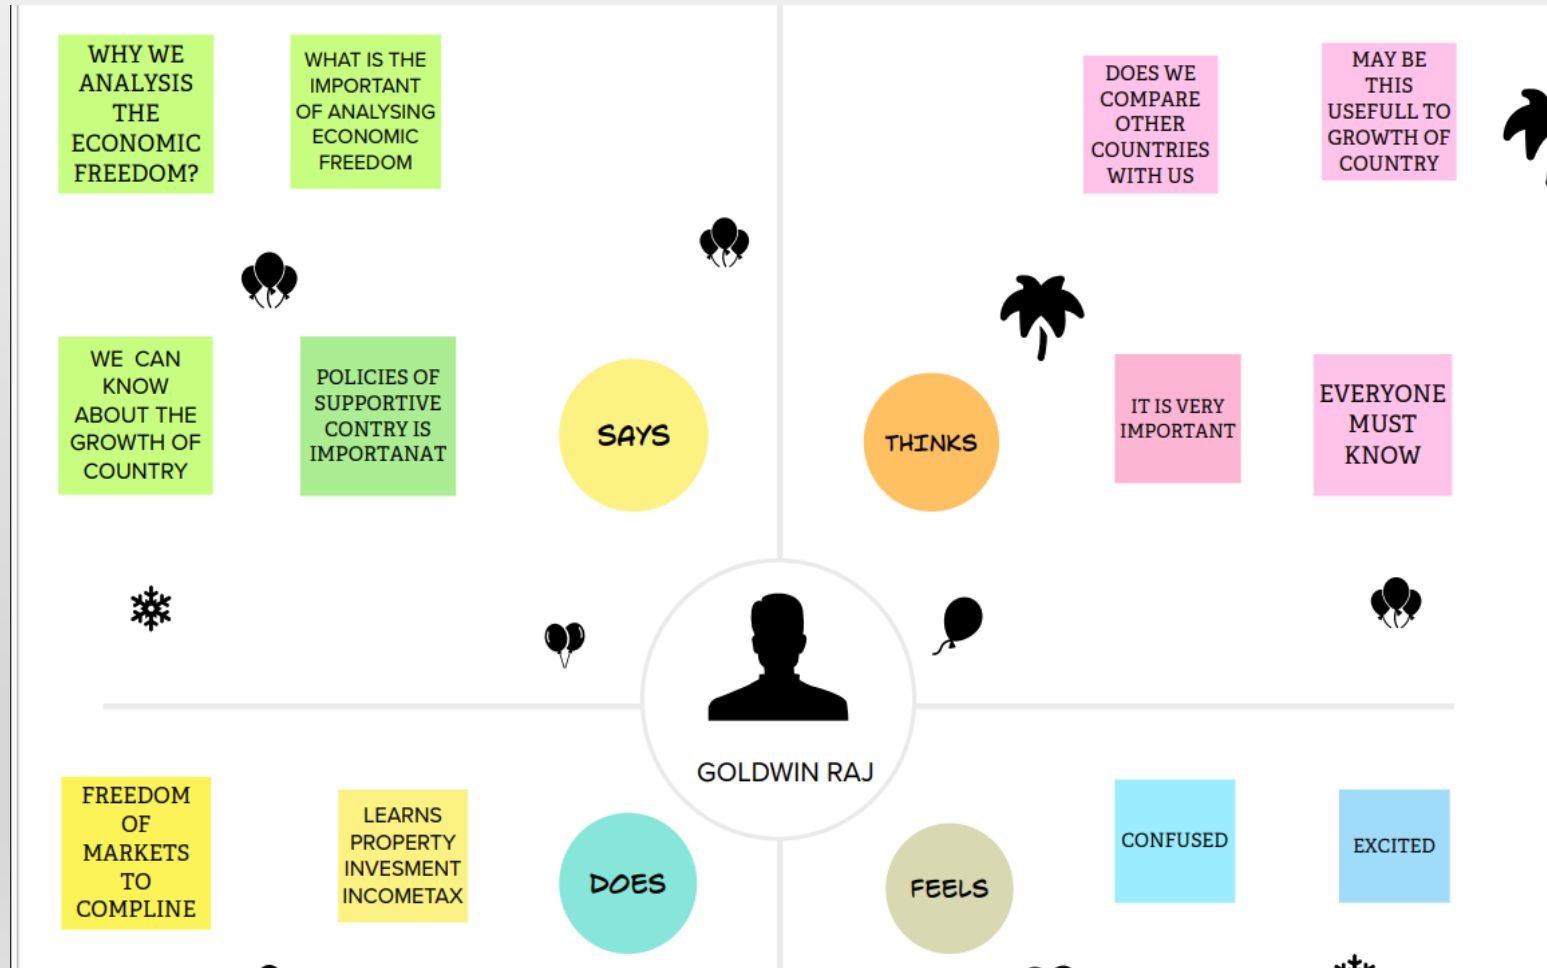 WHY WE
ANALYSIS
THE
ECONOMIC
FREEDOM?
WHAT IS THE
IMPORTANT
OF ANALYSING
ECONOMIC
FREEDOM
WE CAN
KNOW
ABOUT THE
GROWTH OF
COUNTRY
POLICIES OF
SUPPORTIVE
CONTRY IS
IMPORTANAT
SAYS
DOES WE
COMPARE
OTHER
COUNTRIES
WITH US
MAY BE
THIS
USEFULL TO
GROWTH OF
COUNTRY
THINKS
IT IS VERY
IMPORTANT
EVERYONE
MUST
KNOW
GOLDWIN RAJ
FREEDOM
OF
MARKETS
TO
COMPLINE
LEARNS
PROPERTY
INVESMENT
INCOMETAX
DOES
FEELS
CONFUSED
EXCITED